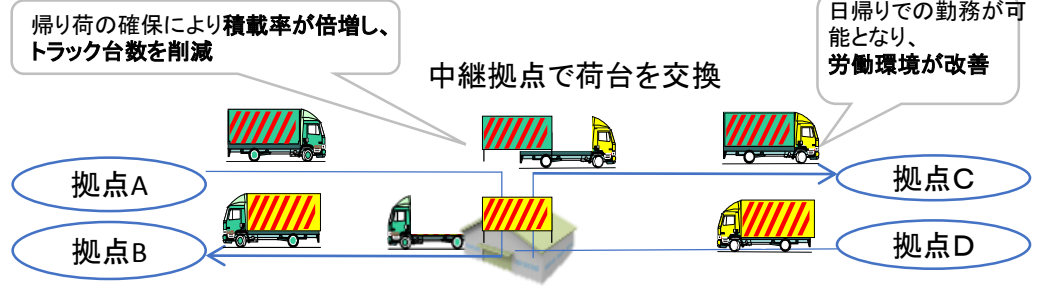 帰り荷の確保により積載率が倍増し、
トラック台数を削減
日帰りでの勤務が可
能となり、
労働環境が改善
中継拠点で荷台を交換
拠点A
拠点C
拠点B
拠点D